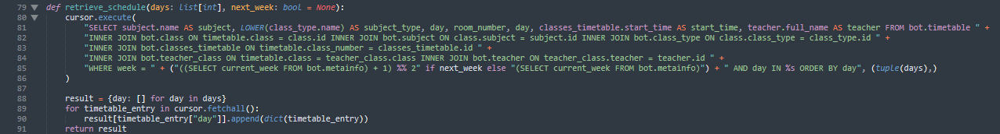 79 def retrieve_schedule(days: List[int], next_week: bool = None):
80 cursor.execute(
81 "SELECT subject.name AS subject, LOWER(class_type.name) AS subject_type, day, room_number, day, classes_timetable.start_time AS start_time, teacher.full_name AS teacher FROM bot.timetable " +
82 "INNER JOIN bot.class ON timetable.class = class.id INNER JOIN bot.subject ON class.subject = subject.id INNER JOIN bot.class_type ON class.class_type = class_type.id " +
83 "INNER JOIN bot.classes_timetable ON timetable.class_number = classes_timetable.id " +
84 "INNER JOIN bot.teacher_class ON timetable.class = teacher_class.class INNER JOIN bot.teacher ON teacher_class.teacher = teacher.id " +
85 "WHERE week = " + ("((SELECT current_week FROM bot.metainfo) + 1) %% 2" if next_week else "(SELECT current_week FROM bot.metainfo)") + " AND day IN %s ORDER BY day", (tuple(days),)
86 )
87
88 result = {day: [] for day in days}
89 for timetable_entry in cursor.fetchall():
90 result[timetable_entry["day"]].append(dict(timetable_entry))
91 return result